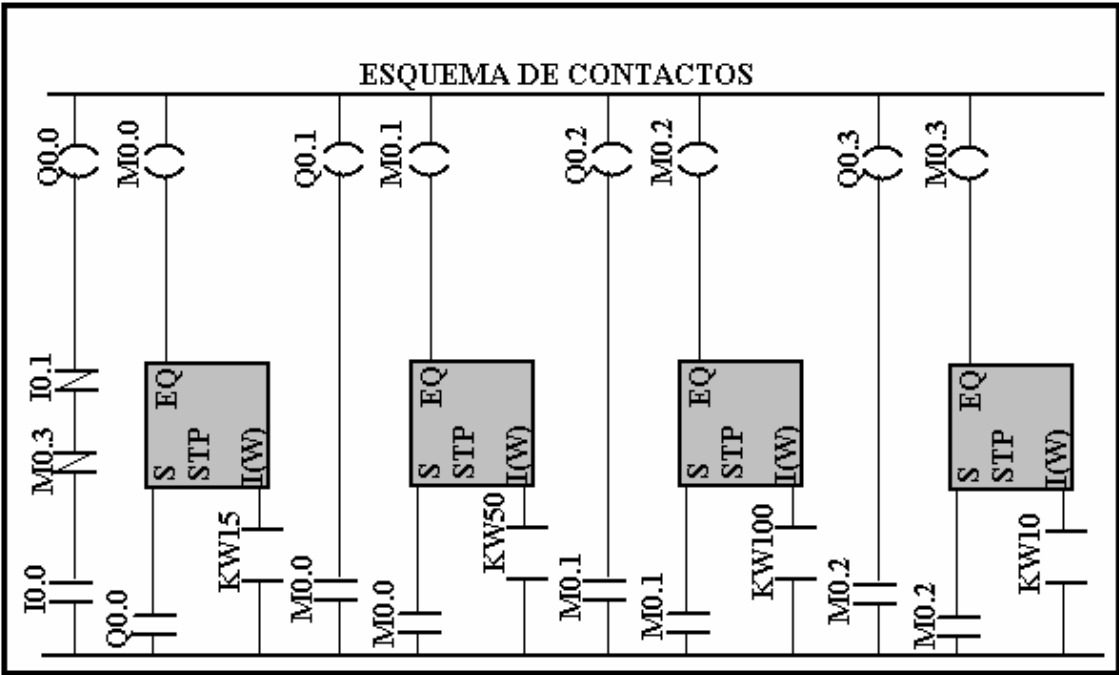 ESQUEMA DE CONTACTOS
Q0.0
M0.0
Q0.1
M0.1
Q0.2
M0.2
Q0.3
M0.3
I0.1
M0.3
I0.0
Q0.0
S
EQ
STP
I(W)
KW15
M0.0
M0.0
S
EQ
STP
I(W)
KW50
M0.1
M0.1
S
EQ
STP
I(W)
KW100
M0.2
M0.2
S
EQ
STP
I(W)
KW10